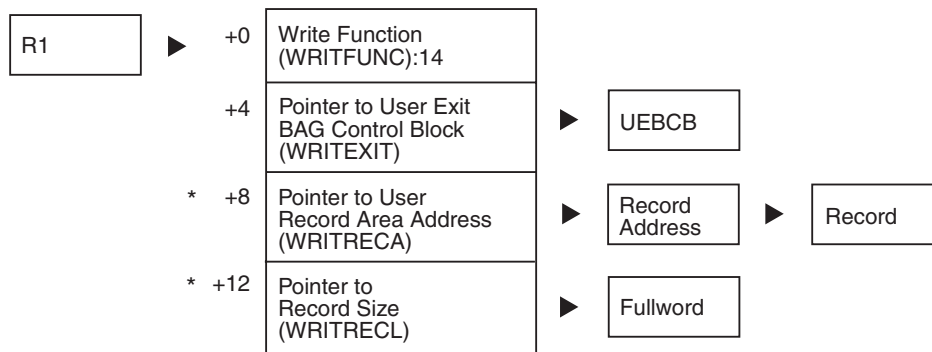 R1
+0
Write Function
(WRITFUNC):14
+4
Pointer to User Exit
BAG Control Block
(WRITEXIT)
UEBCB
* +8
Pointer to User
Record Area Address
(WRITRECA)
Record
Address
Record
* +12
Pointer to
Record Size
(WRITRECL)
Fullword